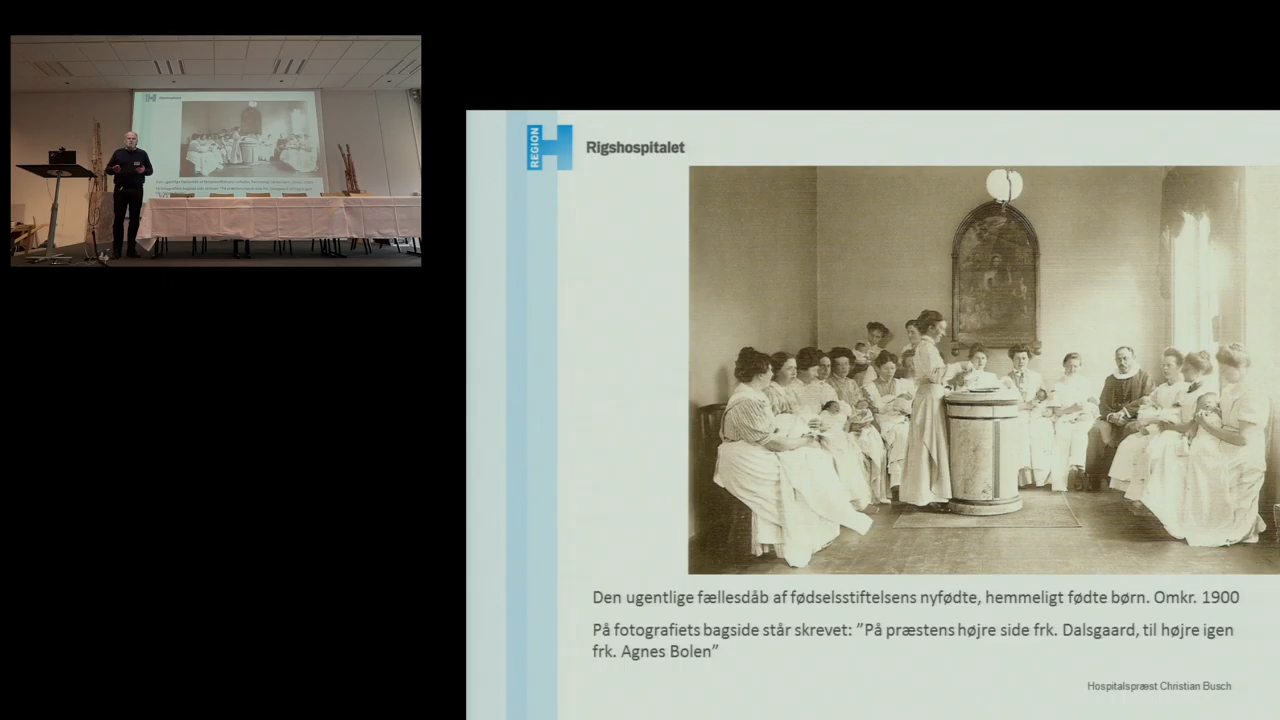 REGION
Rigshospitalet
Den ugentlige fællesdåb af fødselsstiftelsens nyfødte, hemmeligt fødte børn. Omkr. 1900
På fotografiets bagside står skrevet: ”På præstens højre side frk. Dalsgaard, til højre igen
frk. Agnes Bolen”
Hospitalspræst Christian Busch